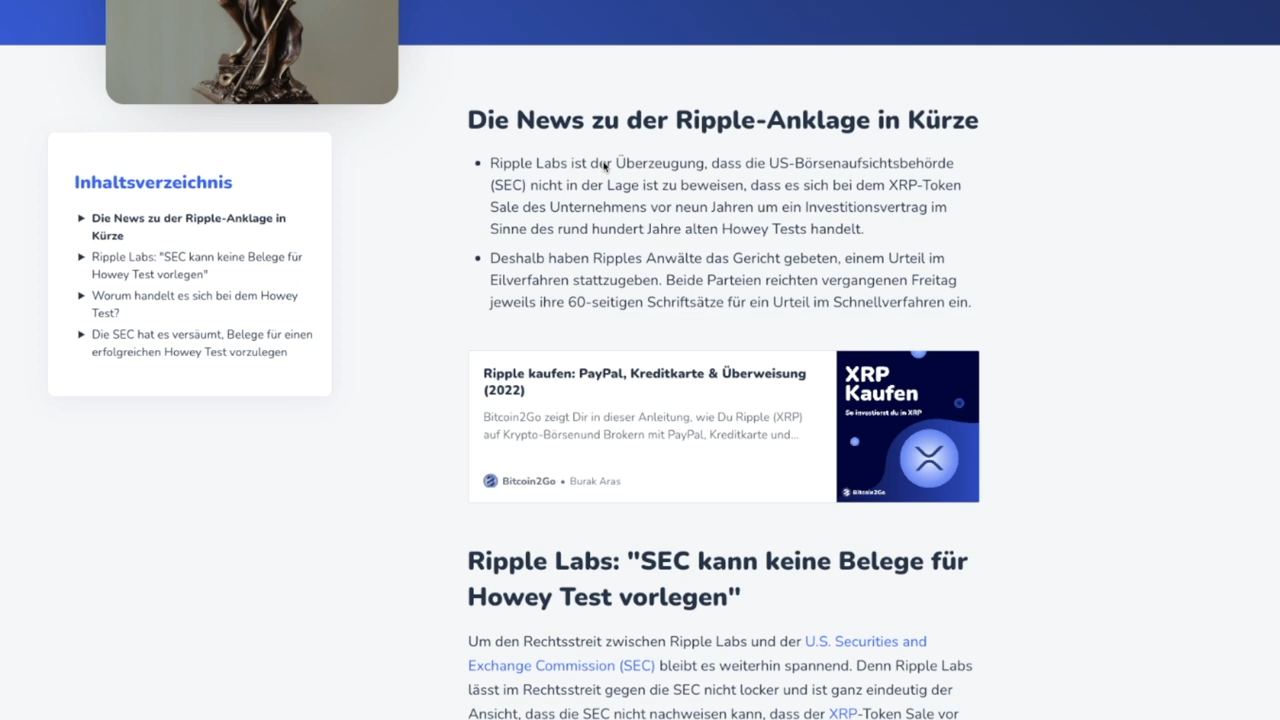 Die News zu der Ripple-Anklage in Kürze
Ripple Labs ist der Überzeugung, dass die US-Börsenaufsichtsbehörde
(SEC) nicht in der Lage ist zu beweisen, dass es sich bei dem XRP-Token
Sale des Unternehmens vor neun Jahren um ein Investitionsvertrag im
Sinne des rund hundert Jahre alten Howey Tests handelt.
Deshalb haben Ripples Anwälte das Gericht gebeten, einem Urteil im
Eilverfahren stattzugeben. Beide Parteien reichten vergangenen Freitag
jeweils ihre 60-seitigen Schriftsätze für ein Urteil im Schnellverfahren ein.
Inhaltsverzeichnis
Die News zu der Ripple-Anklage in
Kürze
Ripple Labs: "SEC kann keine Belege für
Howey Test vorlegen"
Worum handelt es sich bei dem Howey
Test?
Die SEC hat es versäumt, Belege für einen
erfolgreichen Howey Test vorzulegen
Ripple kaufen: PayPal, Kreditkarte & Überweisung
(2022)
Bitcoin2Go zeigt Dir in dieser Anleitung, wie Du Ripple (XRP)
auf Krypto-Börsenund Brokern mit PayPal, Kreditkarte und...
Bitcoin2Go • Burak Aras
XRP
Kaufen
So investierst du in XRP
Bitcoin2Go
Ripple Labs: "SEC kann keine Belege für
Howey Test vorlegen"
Um den Rechtsstreit zwischen Ripple Labs und der U.S. Securities and
Exchange Commission (SEC) bleibt es weiterhin spannend. Denn Ripple Labs
lässt im Rechtsstreit gegen die SEC nicht locker und ist ganz eindeutig der
Ansicht, dass die SEC nicht nachweisen kann, dass der XRP-Token Sale vor